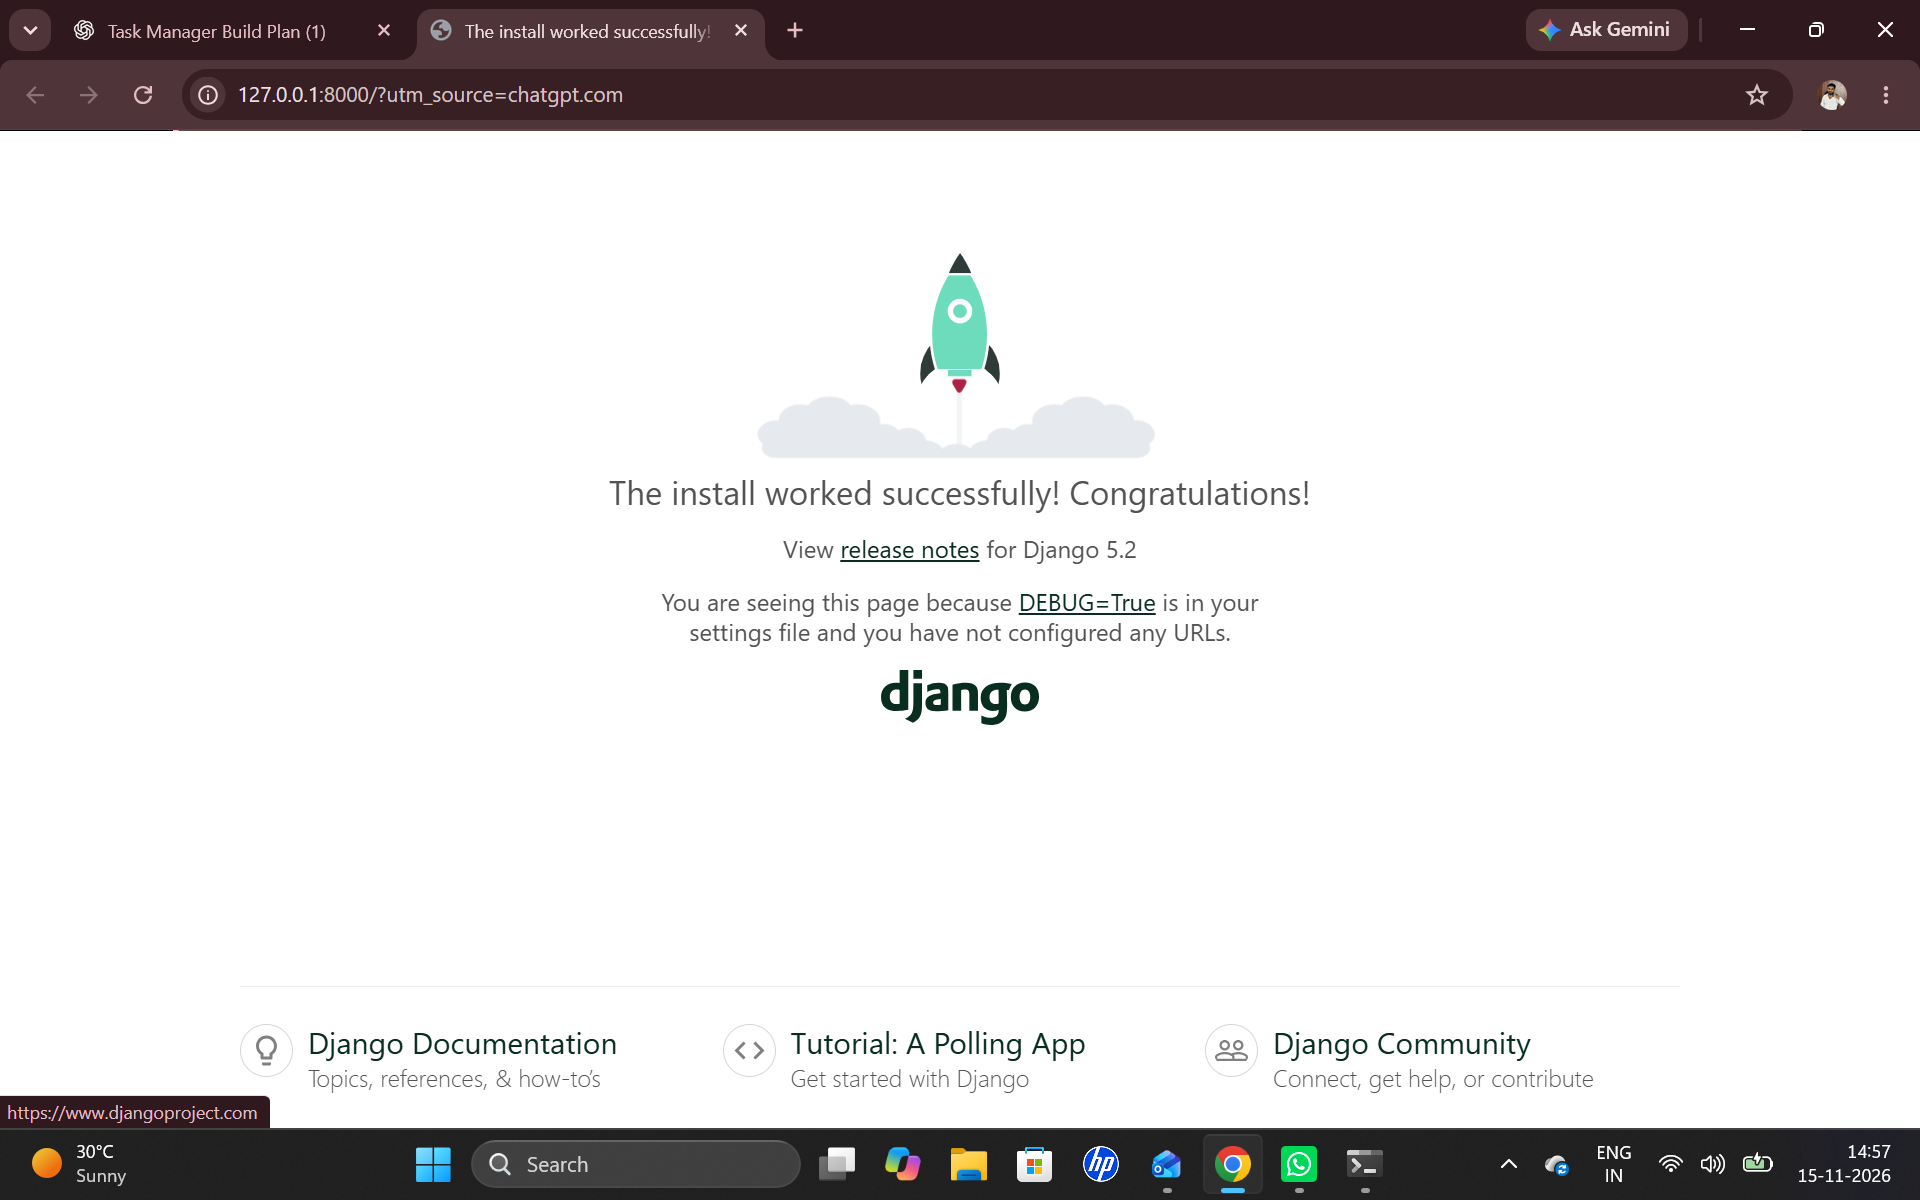 Task Manager Build Plan (1)
The install worked successfully!
Ask Gemini
127.0.0.1:8000/?utm_source=chatgpt.com
The install worked successfully! Congratulations!
View release notes for Django 5.2
You are seeing this page because DEBUG=True is in your
settings file and you have not configured any URLs.
django
Django Documentation
Topics, references, & how-to's
Tutorial: A Polling App
Get started with Django
Django Community
Connect, get help, or contribute
https://www.djangoproject.com
30°C
Sunny
Search
hp
ENG
IN
14:57
15-11-2026